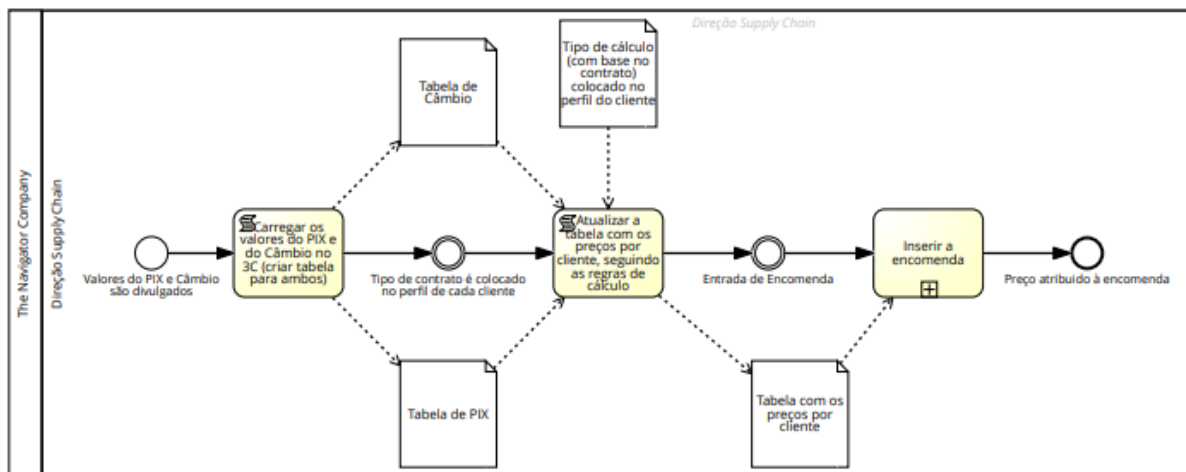 Direção Supply Chain
The Navigator Company
Direção Supply Chain
Tabela de
Câmbio
Tipo de cálculo
(com base no
contrato)
colocado no
perfil do cliente
Valores do PIX e Câmbio
são divulgados
Carregar os
valores do PIX e
do Câmbio no
3C (criar tabela
para ambos)
Tipo de contrato é colocado
no perfil de cada cliente
Atualizar a
tabela com os
preços por
cliente, seguindo
as regras de
cálculo
Entrada de Encomenda
Inserir a
encomenda
Preço atribuido à encomenda
Tabela de PIX
Tabela com os
preços por
cliente